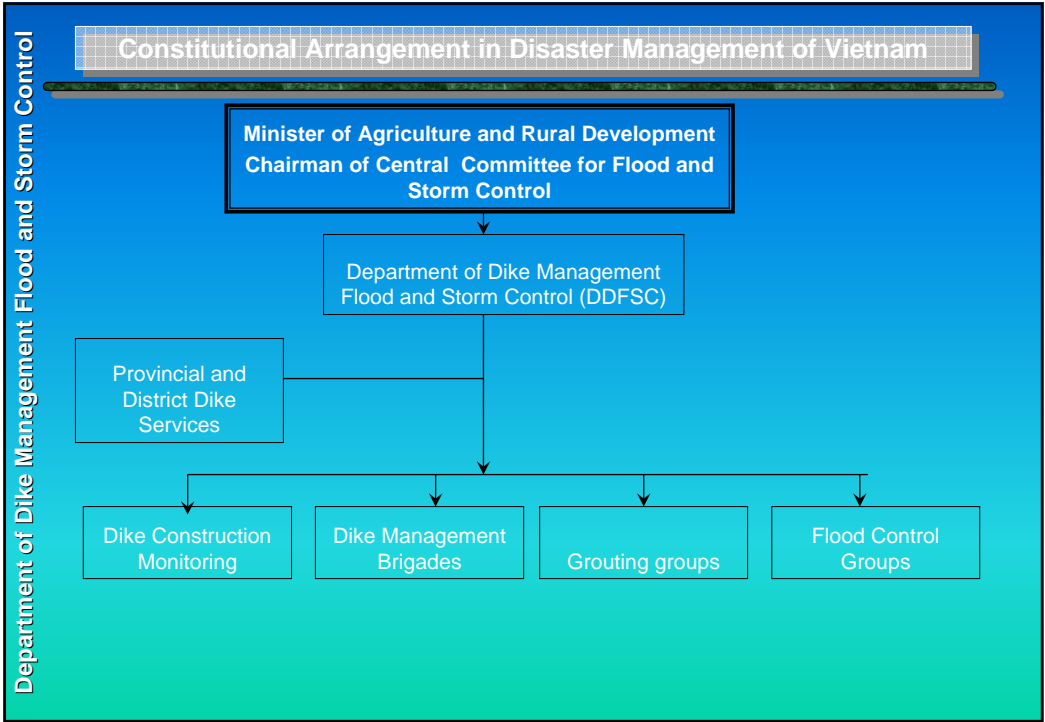 Constitutional Arrangement in Disaster Management of Vietnam
Department of Dike Management Flood and Storm Control
Minister of Agriculture and Rural Development
Chairman of Central Committee for Flood and
Storm Control
Department of Dike Management
Flood and Storm Control (DDFSC)
Provincial and
District Dike
Services
Dike Construction
Monitoring
Dike Management
Brigades
Grouting groups
Flood Control
Groups